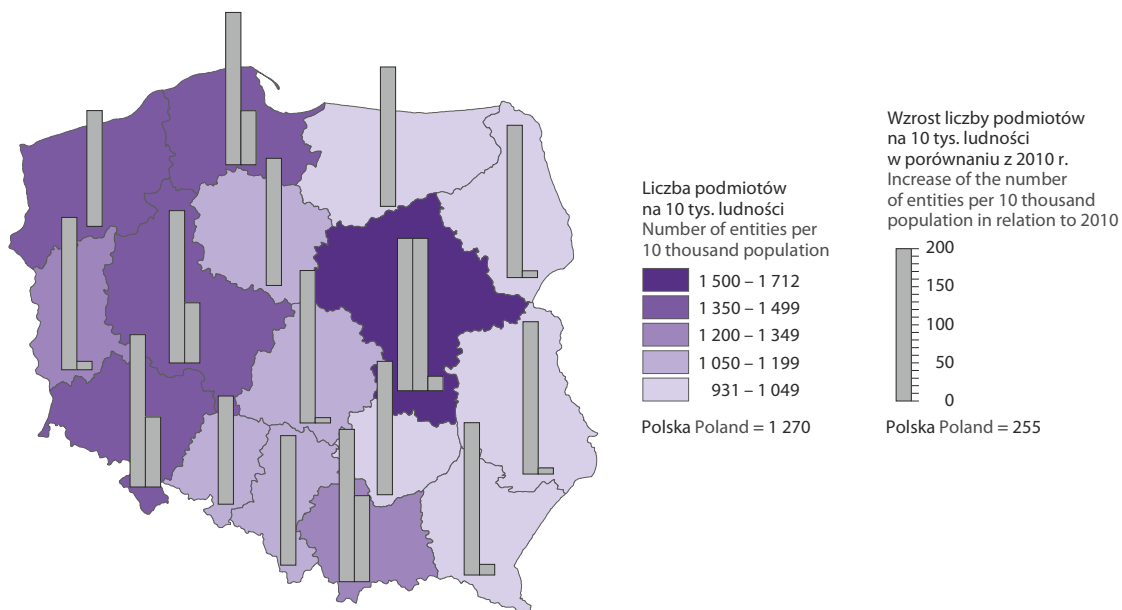 Liczba podmiotów
na 10 tys. ludności
Number of entities per
10 thousand population
1 500 – 1 712
1 350 – 1 499
1 200 – 1 349
1 050 – 1 199
931 – 1 049
Polska Poland = 1 270
Wzrost liczby podmiotów
na 10 tys. ludności
w porównaniu z 2010 r.
Increase of the number
of entities per 10 thousand
population in relation to 2010
200
150
100
50
0
Polska Poland = 255